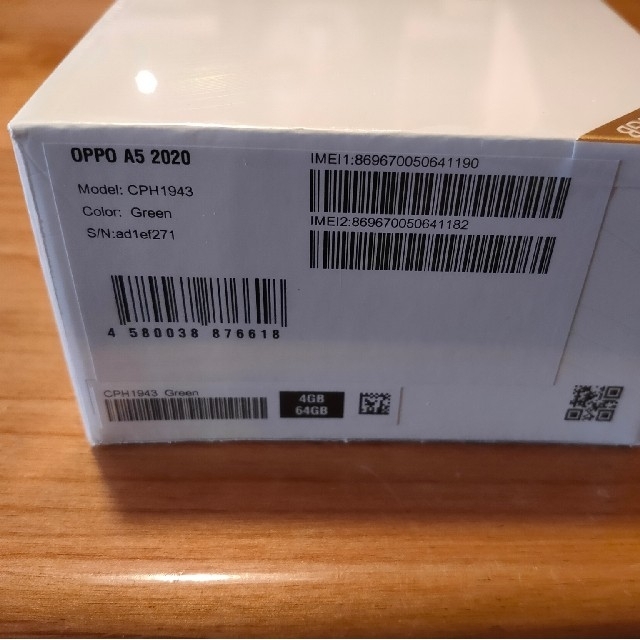 OPPO A5 2020
Model: CPH1943
Color: Green
S/N:ad1ef271
IMEI1:869670050641190
IMEI2:869670050641182
4 580038 876618
CPH1943 Green
4GB
64GB